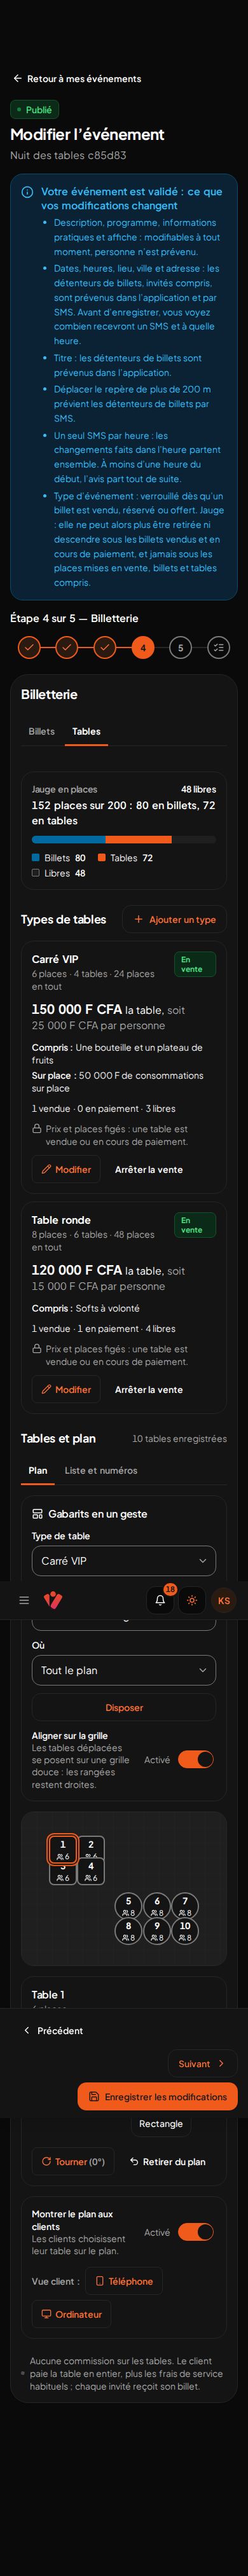 Retour à mes événements
Publié
Modifier l’événement
Nuit des tables c85d83
Votre événement est validé : ce que
vos modifications changent
Description, programme, informations
pratiques et affiche : modifiables à tout
moment, personne n’est prévenu.
Dates, heures, lieu, ville et adresse : les
détenteurs de billets, invités compris,
sont prévenus dans l’application et par
SMS. Avant d’enregistrer, vous voyez
combien recevront un SMS et à quelle
heure.
Titre : les détenteurs de billets sont
prévenus dans l’application.
Déplacer le repère de plus de 200 m
prévient les détenteurs de billets par
SMS.
Un seul SMS par heure : les
changements faits dans l’heure partent
ensemble. À moins d’une heure du
début, l’avis part tout de suite.
Type d’événement : verrouillé dès qu’un
billet est vendu, réservé ou offert. Jauge
: elle ne peut alors plus être retirée ni
descendre sous les billets vendus et en
cours de paiement, et jamais sous les
places mises en vente, billets et tables
compris.
Étape 4 sur 5 — Billetterie
4
5
Billetterie
Billets
Tables
Jauge en places
48 libres
152 places sur 200 : 80 en billets, 72
en tables
Billets 80
Tables 72
Libres 48
Types de tables
Ajouter un type
Carré VIP
En
vente
6 places · 4 tables · 24 places
en tout
150 000 F CFA la table, soit
25 000 F CFA par personne
Compris : Une bouteille et un plateau de
fruits
Sur place : 50 000 F de consommations
sur place
1 vendue · 0 en paiement · 3 libres
Prix et places figés : une table est
vendue ou en cours de paiement.
Modifier
Arrêter la vente
Table ronde
En
vente
8 places · 6 tables · 48 places
en tout
120 000 F CFA la table, soit
15 000 F CFA par personne
Compris : Softs à volonté
1 vendue · 1 en paiement · 4 libres
Prix et places figés : une table est
vendue ou en cours de paiement.
Modifier
Arrêter la vente
Tables et plan
10 tables enregistrées
Plan
Liste et numéros
Gabarits en un geste
Type de table
Carré VIP
18
KS
Où
Tout le plan
Disposer
Aligner sur la grille
Les tables déplacées
se posent sur une grille
douce : les rangées
restent droites.
Activé
1
6
2
6
3
6
4
6
5
8
6
8
7
8
8
8
9
8
10
8
Table 1
Précédent
Suivant
Enregistrer les modifications
Rectangle
Tourner (0°)
Retirer du plan
Montrer le plan aux
clients
Les clients choisissent
leur table sur le plan.
Activé
Vue client :
Téléphone
Ordinateur
Aucune commission sur les tables. Le client
paie la table en entier, plus les frais de service
habituels ; chaque invité reçoit son billet.